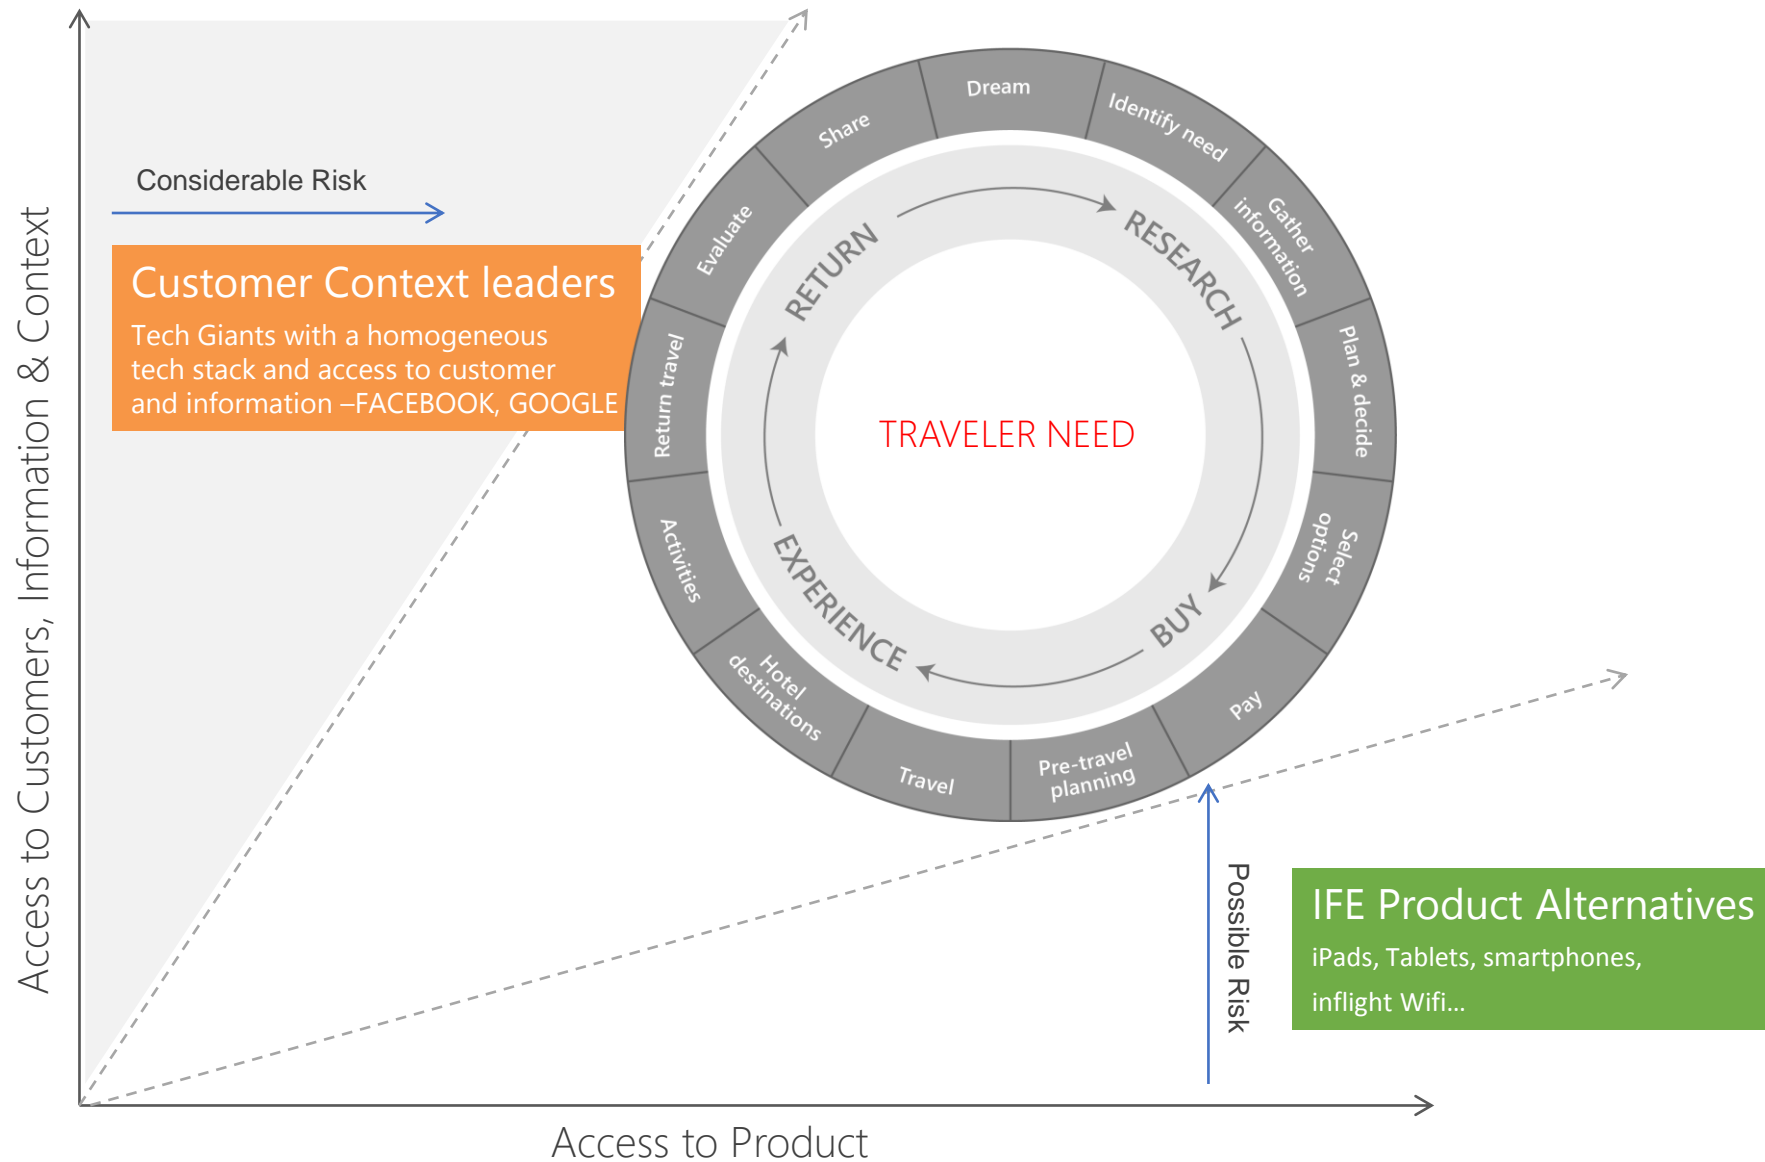 Access to Customers, Information & Context
Considerable Risk
Customer Context leaders
Tech Giants with a homogeneous
tech stack and access to customer
and information –FACEBOOK, GOOGLE
Dream
Identify need
Gather
information
Plan & decide
Select
options
Pay
Pre-travel
planning
Travel
Hotel
destinations
Activities
Return travel
Evaluate
Share
RESEARCH
BUY
EXPERIENCE
RETURN
TRAVELER NEED
Possible Risk
IFE Product Alternatives
iPads, Tablets, smartphones,
inflight Wifi...
Access to Product